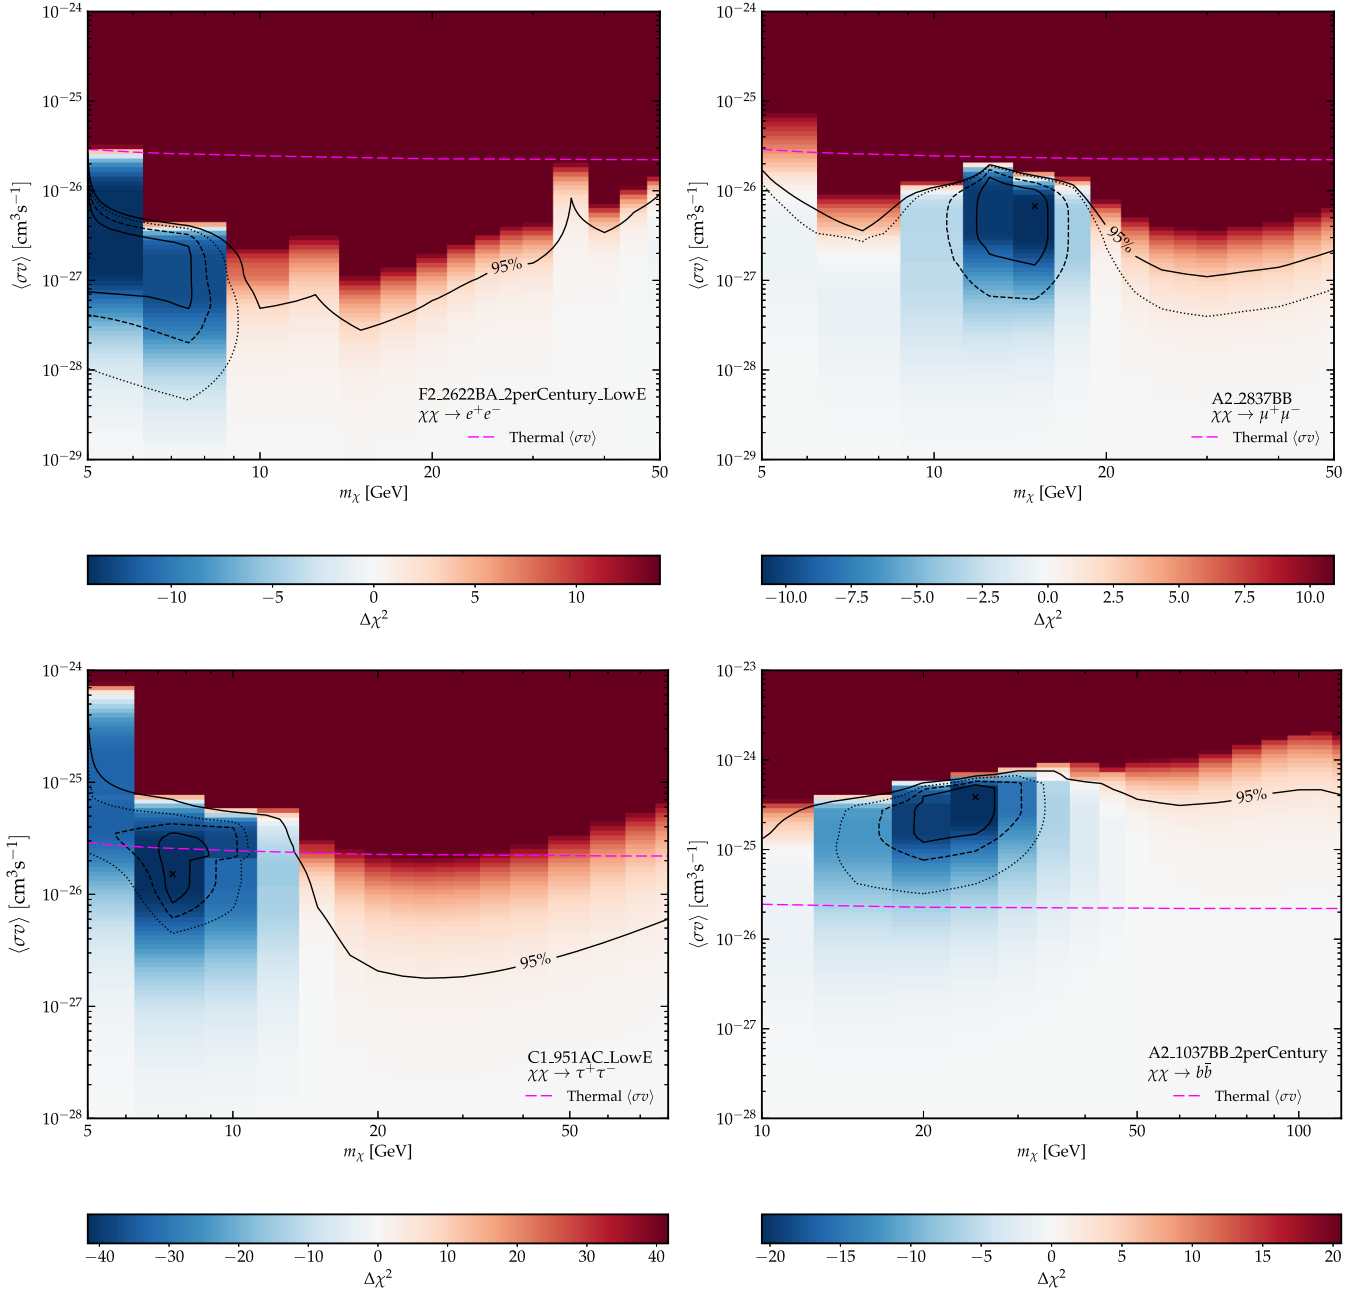 10⁻²⁴
10⁻²⁵
10⁻²⁶
10⁻²⁷
10⁻²⁸
10⁻²⁹
⟨σv⟩ [cm³s⁻¹]
95%
F2_2622BA_2perCentury_LowE
χχ → e⁺e⁻
Thermal ⟨σv⟩
5 10 20 50
m_χ [GeV]
−10 −5 0 5 10
Δχ²
10⁻²⁴
10⁻²⁵
10⁻²⁶
10⁻²⁷
10⁻²⁸
10⁻²⁹
⟨σv⟩ [cm³s⁻¹]
95%
A2_2837BB
χχ → μ⁺μ⁻
Thermal ⟨σv⟩
5 10 20 50
m_χ [GeV]
−10.0 −7.5 −5.0 −2.5 0.0 2.5 5.0 7.5 10.0
Δχ²
10⁻²⁴
10⁻²⁵
10⁻²⁶
10⁻²⁷
10⁻²⁸
⟨σv⟩ [cm³s⁻¹]
95%
C1_951AC_LowE
χχ → τ⁺τ⁻
Thermal ⟨σv⟩
5 10 20 50
m_χ [GeV]
−40 −30 −20 −10 0 10 20 30 40
Δχ²
10⁻²³
10⁻²⁴
10⁻²⁵
10⁻²⁶
10⁻²⁷
10⁻²⁸
⟨σv⟩ [cm³s⁻¹]
95%
A2_1037BB_2perCentury
χχ → bb̄
Thermal ⟨σv⟩
10 20 50 100
m_χ [GeV]
−20 −15 −10 −5 0 5 10 15 20
Δχ²